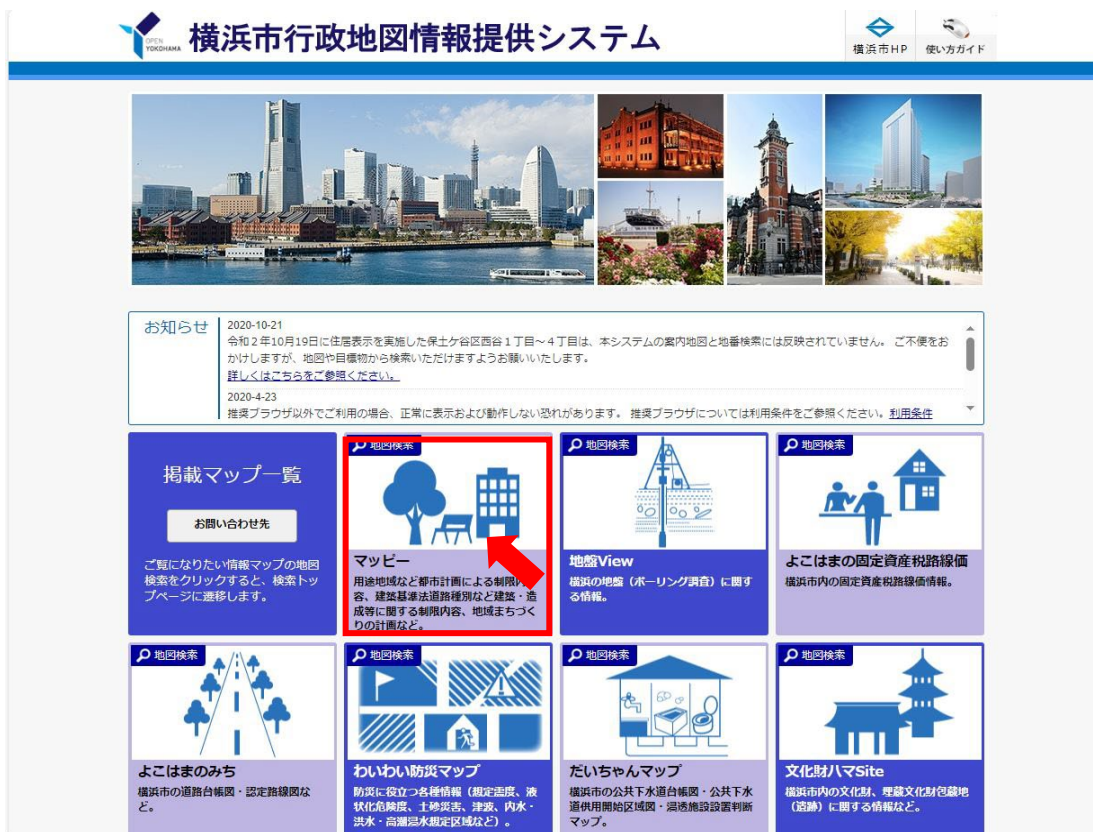 OPEN
YOKOHAMA
横浜市行政地図情報提供システム
横浜市HP
使い方ガイド
お知らせ
2020-10-21
令和２年10月19日に住居表示を実施した保土ケ谷区西谷１丁目～４丁目は、本システムの案内地図と地番検索には反映されていません。 ご不便をお
かけしますが、地図や目標物から検索いただけますようお願いいたします。
詳しくはこちらをご参照ください。
2020-4-23
推奨ブラウザ以外でご利用の場合、正常に表示および動作しない恐れがあります。 推奨ブラウザについては利用条件をご参照ください。利用条件
掲載マップ一覧
お問い合わせ先
ご覧になりたい情報マップの地図
検索をクリックすると、検索トッ
プページに遷移します。
地図検索
マッピー
用途地域など都市計画による制限内
容、建築基準法道路種別など建築・造
成等に関する制限内容、地域まちづく
りの計画など。
地図検索
地盤View
横浜の地盤（ボーリング調査）に関す
る情報。
地図検索
よこはまの固定資産税路線価
横浜市内の固定資産税路線価情報。
地図検索
よこはまのみち
横浜市の道路台帳図・認定路線図な
ど。
地図検索
わいわい防災マップ
防災に役立つ各種情報（想定震度、液
状化危険度、土砂災害、津波、内水・
洪水・高潮浸水想定区域など）。
地図検索
だいちゃんマップ
横浜市の公共下水道台帳図・公共下水
道供用開始区域図・浸透施設設置判断
マップ。
地図検索
文化財ハマSite
横浜市内の文化財、埋蔵文化財包蔵地
（遺跡）に関する情報など。